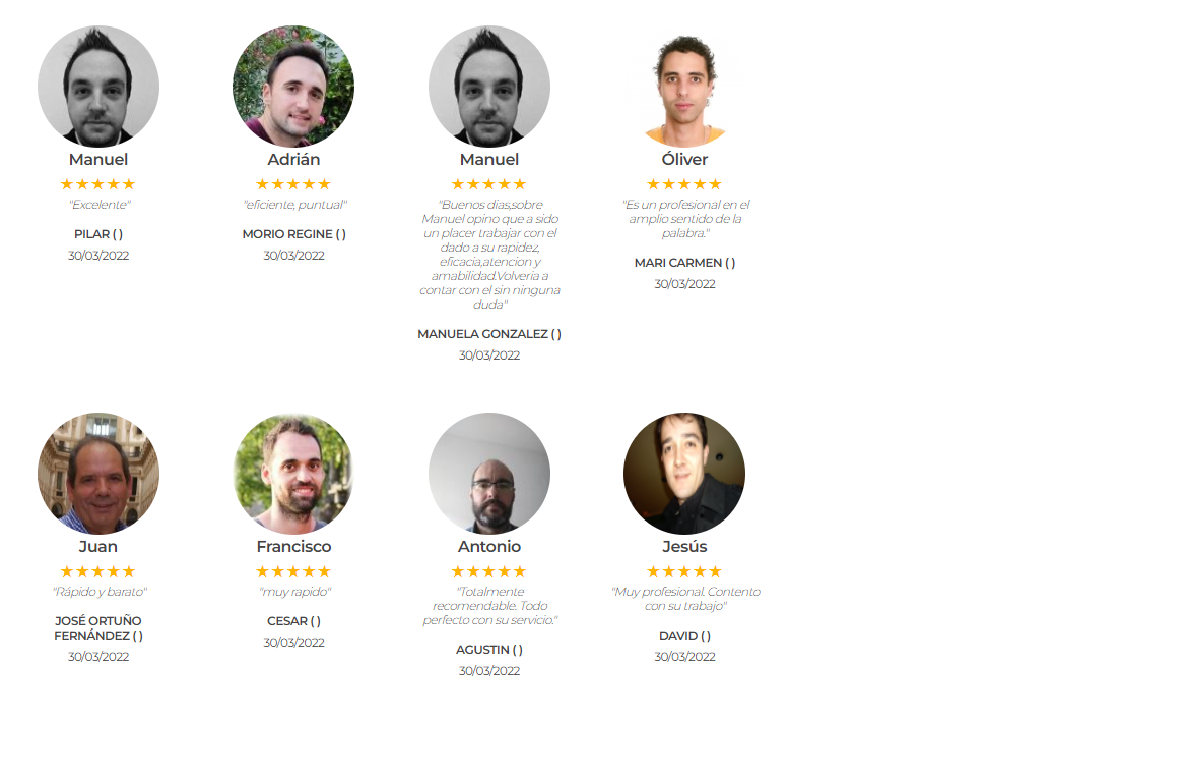 Manuel
★★★★★
"Excelente"
PILAR ( )
30/03/2022
Adrián
★★★★★
"eficiente, puntual"
MORIO REGINE ( )
30/03/2022
Manuel
★★★★★
"Buenos dias,sobre
Manuel opino que a sido
un placer trabajar con el
dado a su rapidez,
eficacia,atencion y
amabilidad.Volveria a
contar con el sin ninguna
duda"
MANUELA GONZALEZ ( )
30/03/2022
Óliver
★★★★★
"Es un profesional en el
amplio sentido de la
palabra."
MARI CARMEN ( )
30/03/2022
Juan
★★★★★
"Rápido y barato"
JOSÉ ORTUÑO
FERNÁNDEZ ( )
30/03/2022
Francisco
★★★★★
"muy rapido"
CESAR ( )
30/03/2022
Antonio
★★★★★
"Totalmente
recomendable. Todo
perfecto con su servicio."
AGUSTIN ( )
30/03/2022
Jesús
★★★★★
"Muy profesional. Contento
con su trabajo"
DAVID ( )
30/03/2022